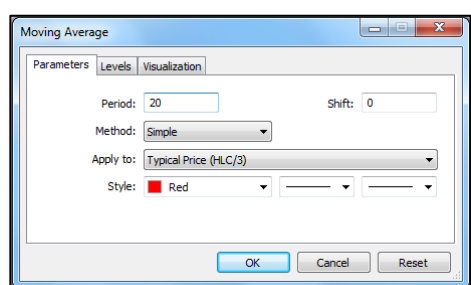 Moving Average
Parameters Levels Visualization
Period: 20 Shift: 0
Method: Simple
Apply to: Typical Price (HLC/3)
Style: Red
OK Cancel Reset